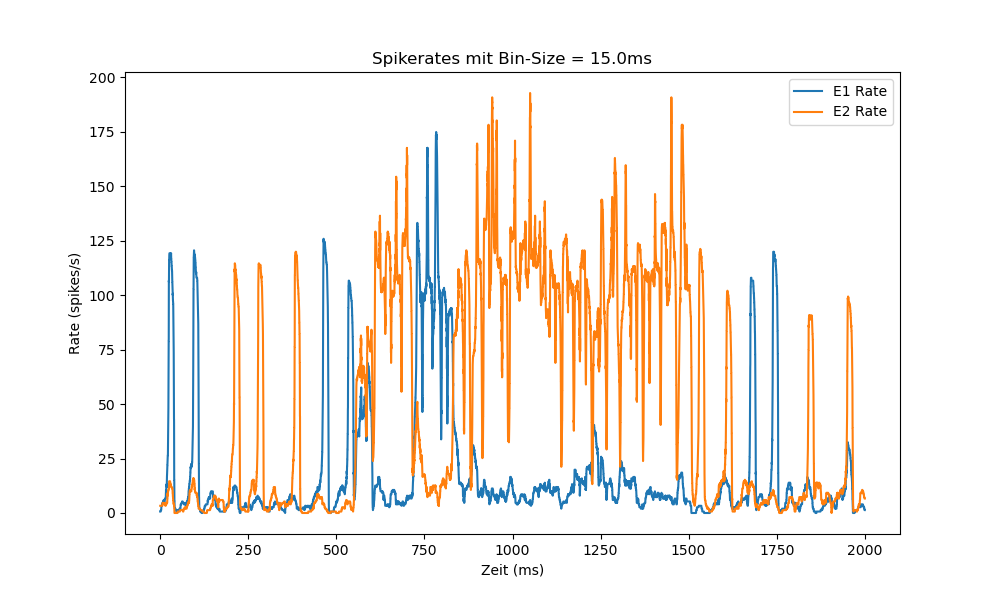 Spikerates mit Bin-Size = 15.0ms
E1 Rate
E2 Rate
200
175
150
125
100
75
50
25
0
Rate (spikes/s)
0 250 500 750 1000 1250 1500 1750 2000
Zeit (ms)